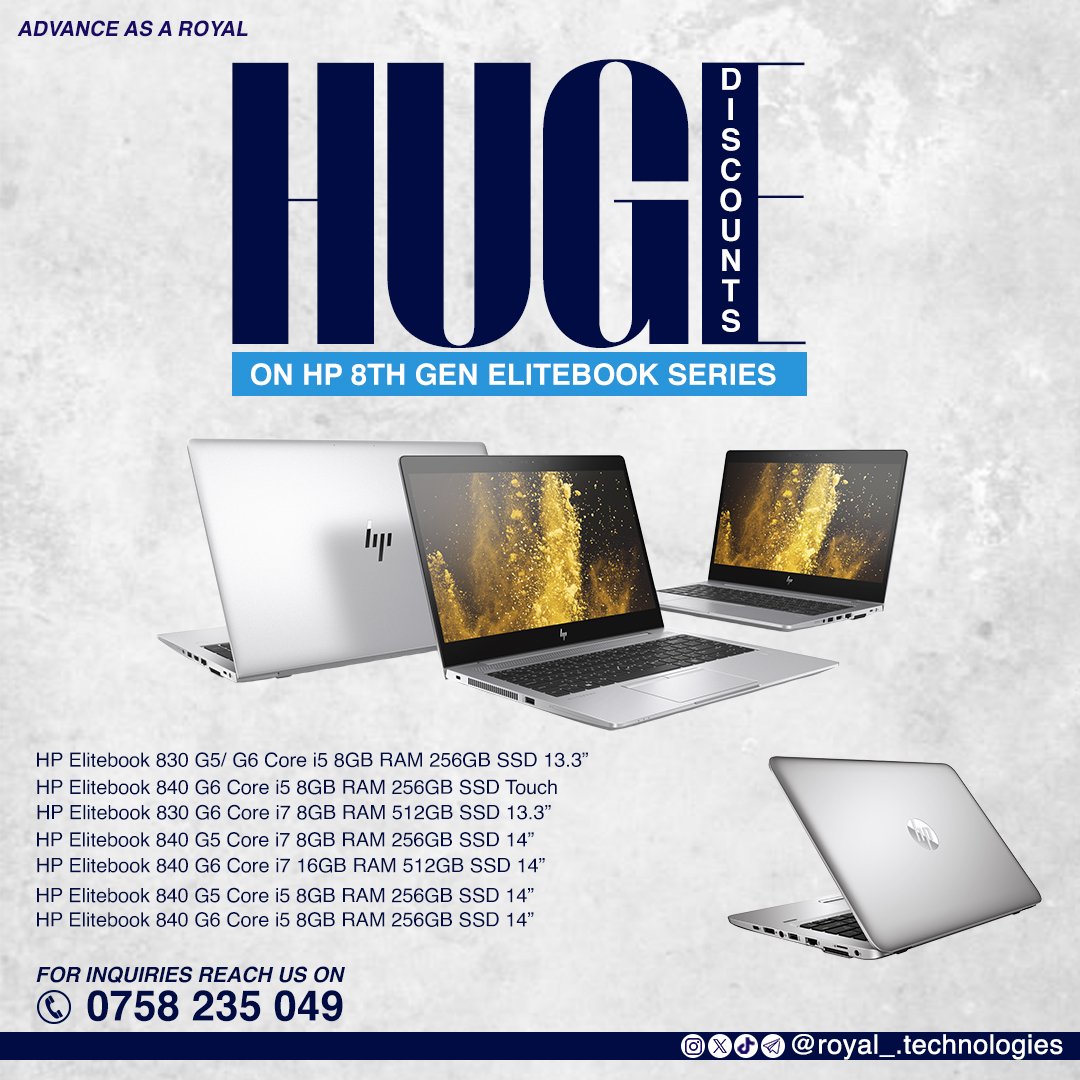 ADVANCE AS A ROYAL
HUGE
DISCOUNTS
ON HP 8TH GEN ELITEBOOK SERIES
hp
hp
hp
HP Elitebook 830 G5/ G6 Core i5 8GB RAM 256GB SSD 13.3”
HP Elitebook 840 G6 Core i5 8GB RAM 256GB SSD Touch
HP Elitebook 830 G6 Core i7 8GB RAM 512GB SSD 13.3”
HP Elitebook 840 G5 Core i7 8GB RAM 256GB SSD 14”
HP Elitebook 840 G6 Core i7 16GB RAM 512GB SSD 14”
HP Elitebook 840 G5 Core i5 8GB RAM 256GB SSD 14”
HP Elitebook 840 G6 Core i5 8GB RAM 256GB SSD 14”
hp
FOR INQUIRIES REACH US ON
0758 235 049
@royal_.technologies